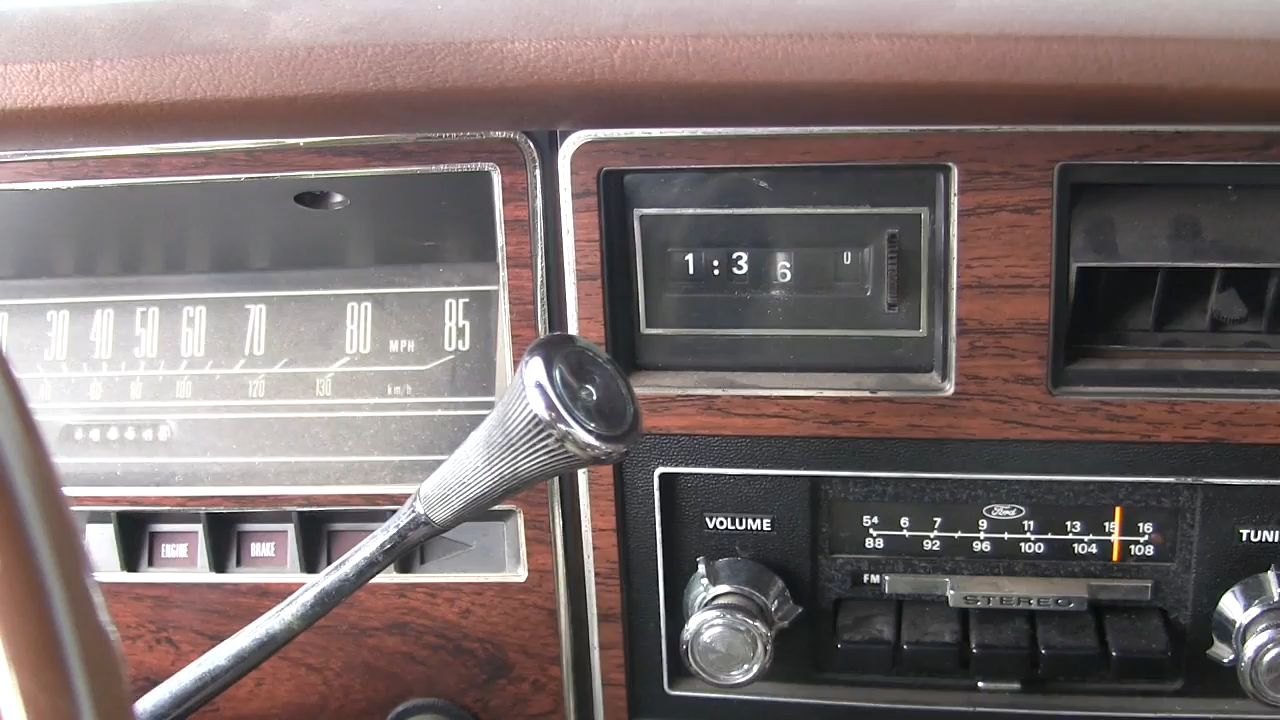 30 40 50 60 70 80 MPH 85
120 130 km/h
ENGINE BRAKE
1:36 0
VOLUME
Ford
54 6 7 9 11 13 15 16
88 92 96 100 104 108
FM
STEREO
TUNI